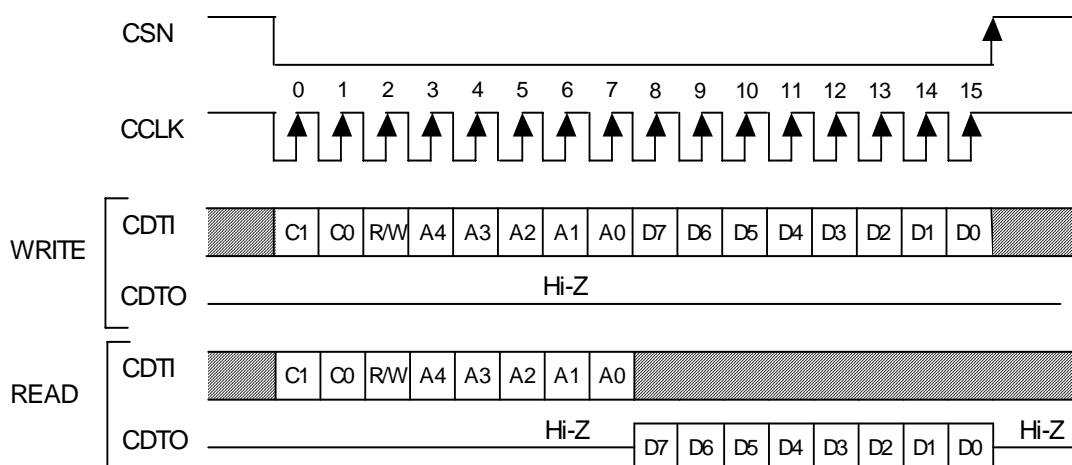 CSN
0 1 2 3 4 5 6 7 8 9 10 11 12 13 14 15
CCLK
WRITE
CDTI
C1 C0 R/W A4 A3 A2 A1 A0 D7 D6 D5 D4 D3 D2 D1 D0
Hi-Z
CDTO
READ
CDTI
C1 C0 R/W A4 A3 A2 A1 A0
CDTO
Hi-Z
D7 D6 D5 D4 D3 D2 D1 D0
Hi-Z